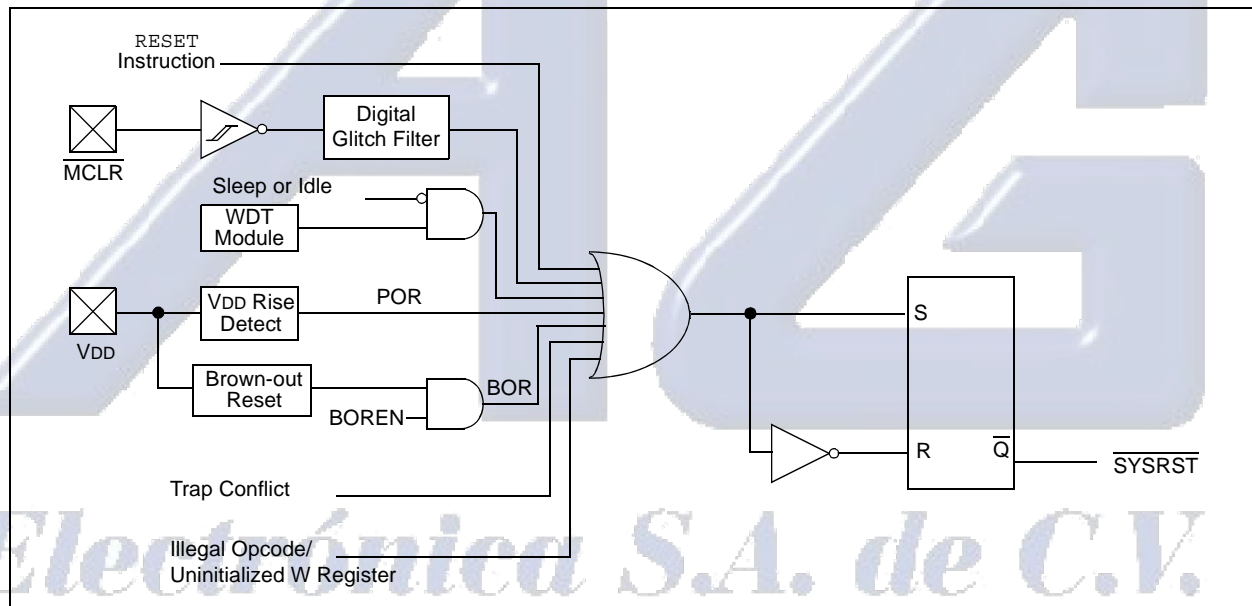 RESET
Instruction
MCLR
Digital
Glitch Filter
Sleep or Idle
WDT
Module
VDD
VDD Rise
Detect
POR
Brown-out
Reset
BOREN
BOR
S
R
Q
SYSRST
Trap Conflict
Illegal Opcode/
Uninitialized W Register
AG
Electrónica S.A. de C.V.